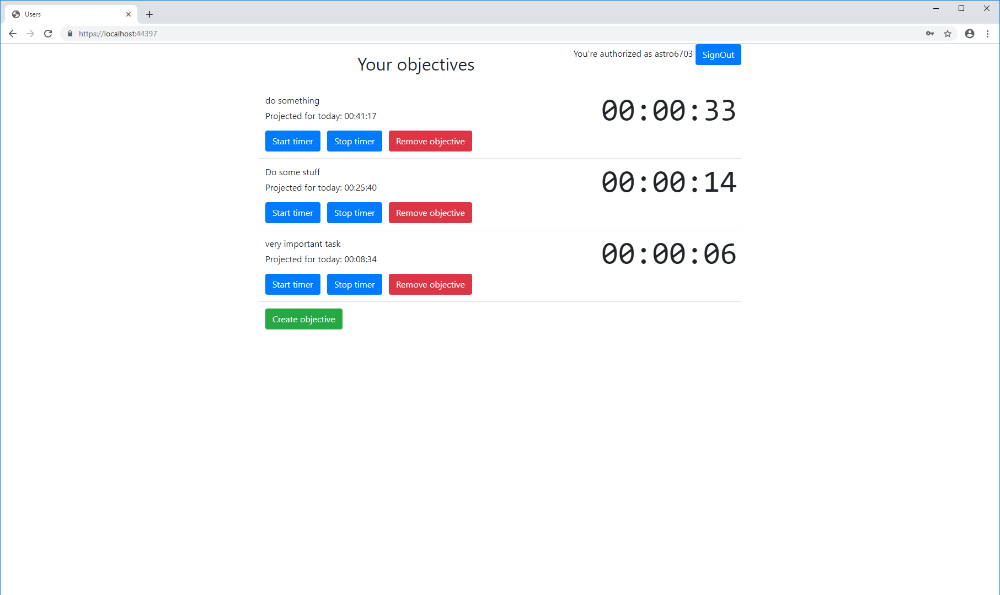 Users
https://localhost:44397
You're authorized as astro6703 SignOut
Your objectives
do something
Projected for today: 00:41:17
00:00:33
Start timer Stop timer Remove objective
Do some stuff
Projected for today: 00:25:40
00:00:14
Start timer Stop timer Remove objective
very important task
Projected for today: 00:08:34
00:00:06
Start timer Stop timer Remove objective
Create objective